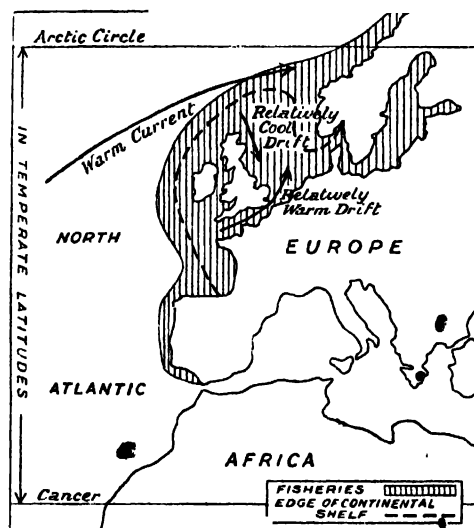 Arctic Circle
Warm Current
Relatively
Cool
Drift
Relatively
Warm Drift
IN TEMPERATE LATITUDES
NORTH
EUROPE
ATLANTIC
AFRICA
Cancer
FISHERIES
EDGE OF CONTINENTAL
SHELF